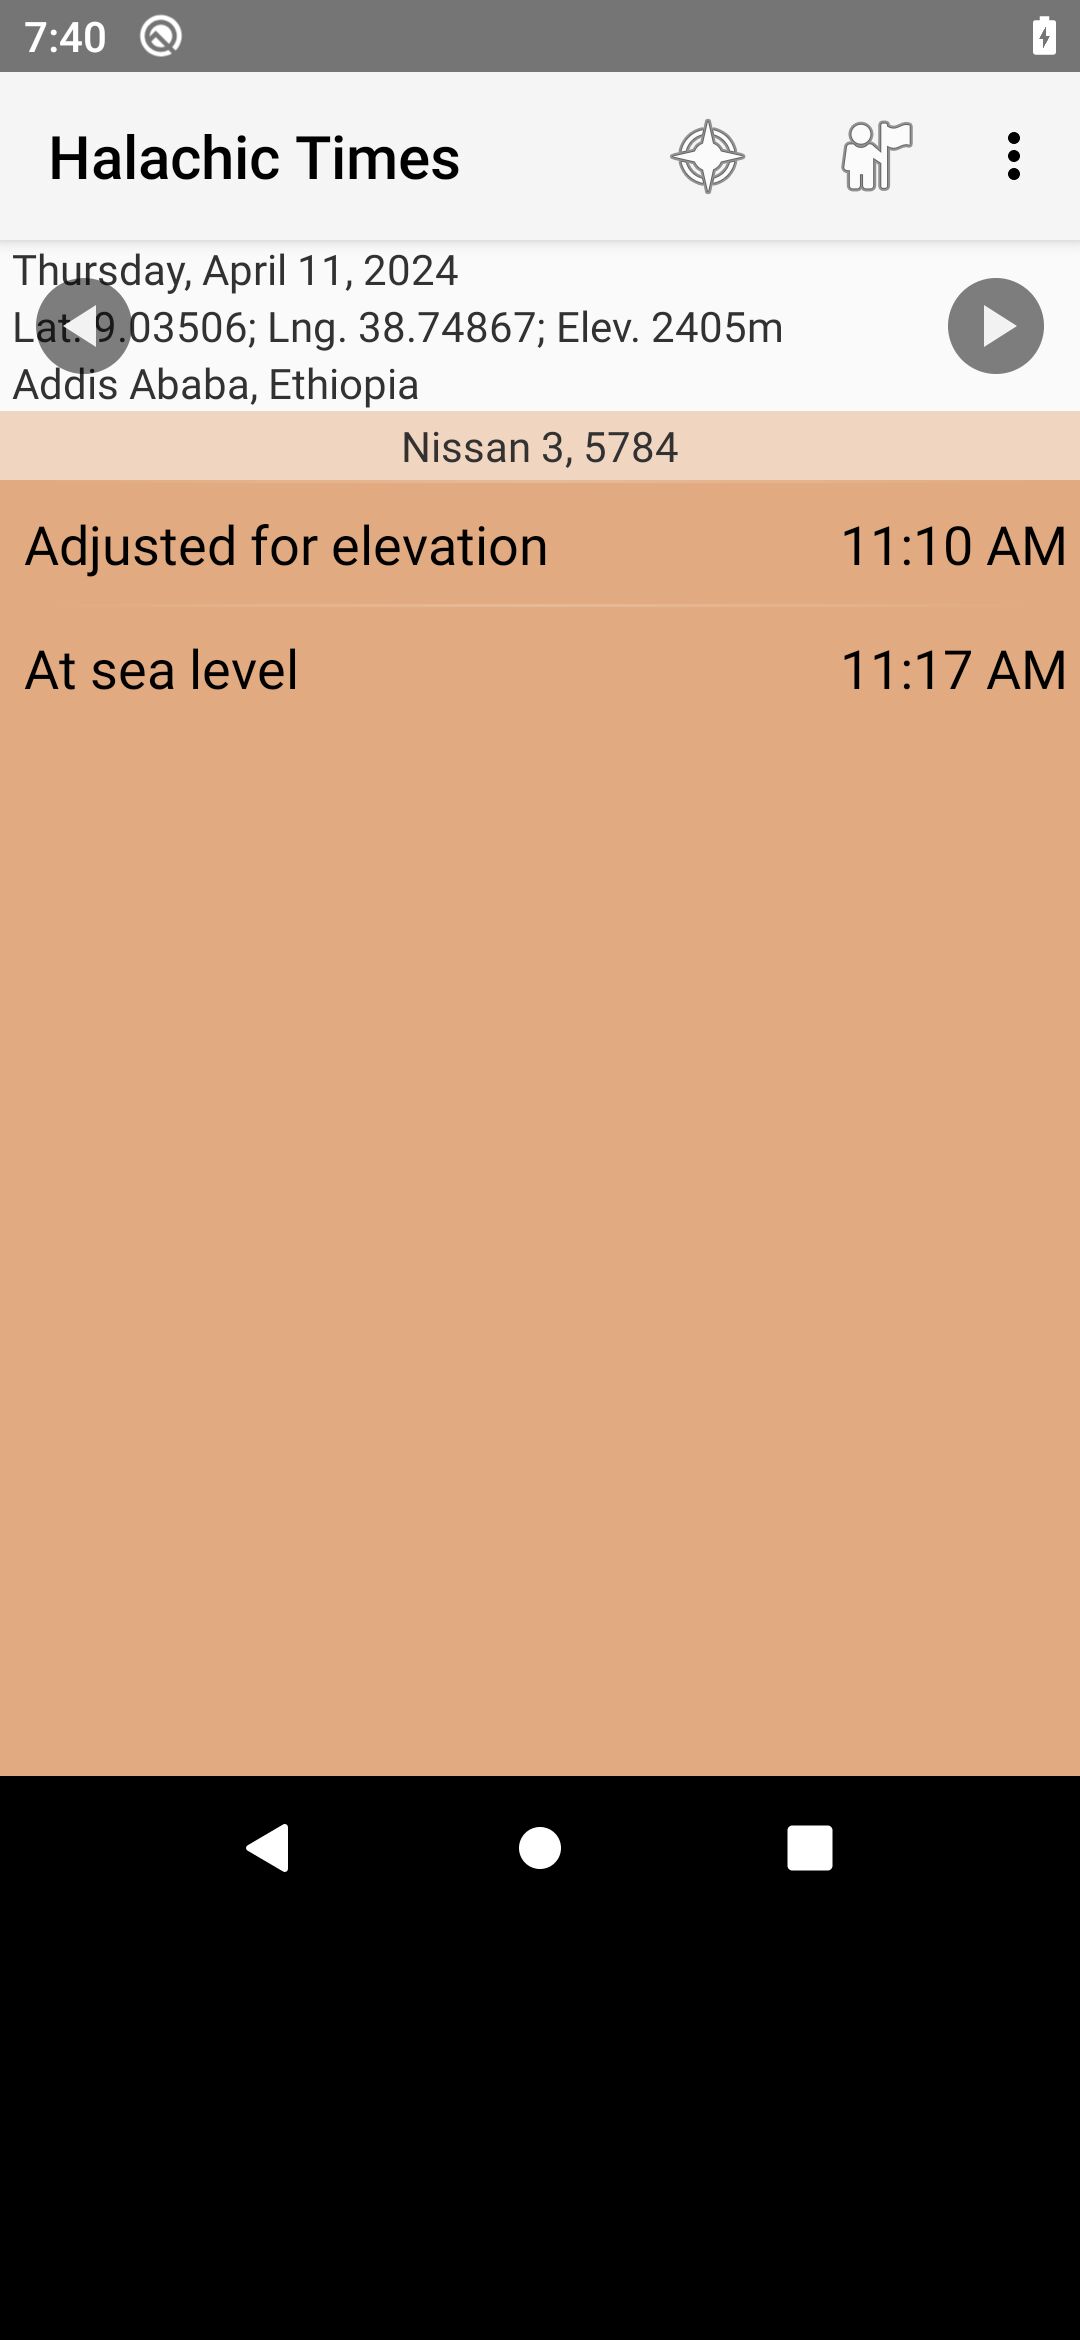 7:40
Halachic Times
Thursday, April 11, 2024
Lat. 9.03506; Lng. 38.74867; Elev. 2405m
Addis Ababa, Ethiopia
Nissan 3, 5784
Adjusted for elevation 11:10 AM
At sea level 11:17 AM